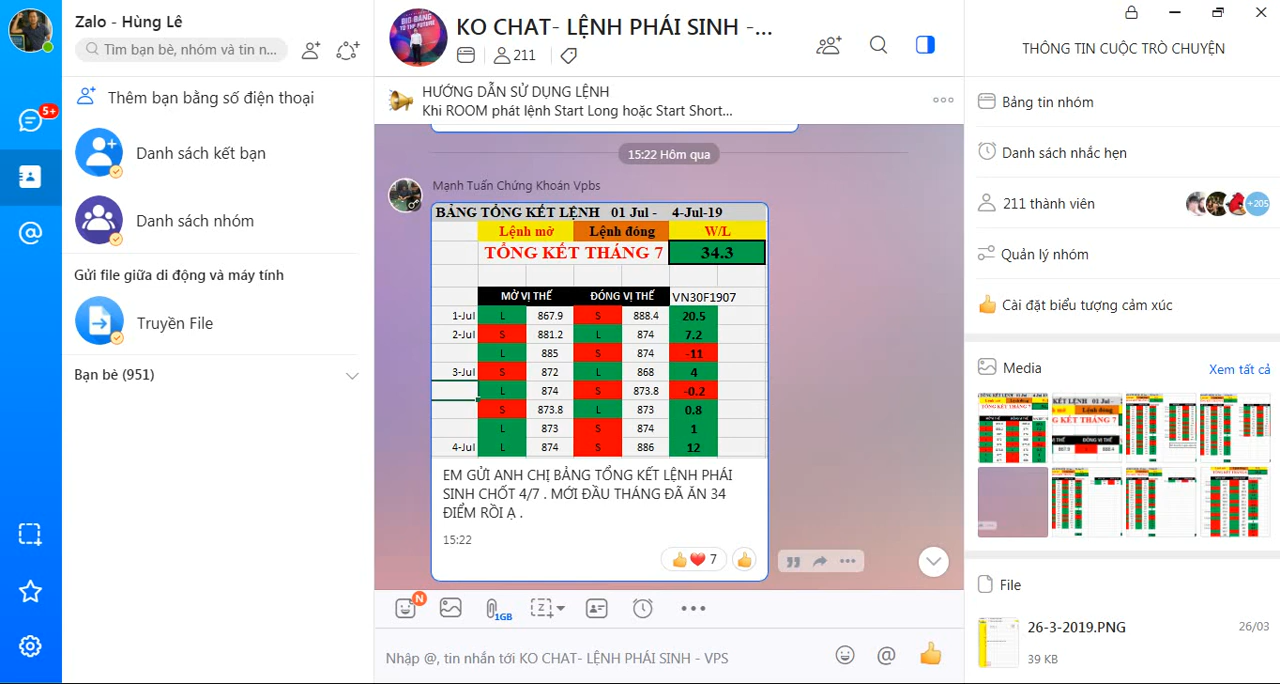 Zalo - Hùng Lê
Tìm bạn bè, nhóm và tin n...
5+
Thêm bạn bằng số điện thoại
Danh sách kết bạn
Danh sách nhóm
Gửi file giữa di động và máy tính
Truyền File
Bạn bè (951)
BIG-BANG
TO THE FUTURE
KO CHAT- LỆNH PHÁI SINH -...
211
HƯỚNG DẪN SỬ DỤNG LỆNH
Khi ROOM phát lệnh Start Long hoặc Start Short...
15:22 Hôm qua
Mạnh Tuấn Chứng Khoán Vpbs
BẢNG TỔNG KẾT LỆNH 01 Jul - 4-Jul-19
Lệnh mở Lệnh đóng W/L
TỔNG KẾT THÁNG 7 34.3
MỞ VỊ THẾ ĐÓNG VỊ THẾ VN30F1907
1-Jul L 867.9 S 888.4 20.5
2-Jul S 881.2 L 874 7.2
L 885 S 874 -11
3-Jul S 872 L 868 4
L 874 S 873.8 -0.2
S 873.8 L 873 0.8
L 873 S 874 1
4-Jul L 874 S 886 12
EM GỬI ANH CHỊ BẢNG TỔNG KẾT LỆNH PHÁI
SINH CHỐT 4/7 . MỚI ĐẦU THÁNG ĐÃ ĂN 34
ĐIỂM RỒI Ạ .
15:22
7
N
1GB
Nhập @, tin nhắn tới KO CHAT- LỆNH PHÁI SINH - VPS
THÔNG TIN CUỘC TRÒ CHUYỆN
Bảng tin nhóm
Danh sách nhắc hẹn
211 thành viên
+205
Quản lý nhóm
Cài đặt biểu tượng cảm xúc
Media
Xem tất cả
File
26-3-2019.PNG
26/03
39 KB